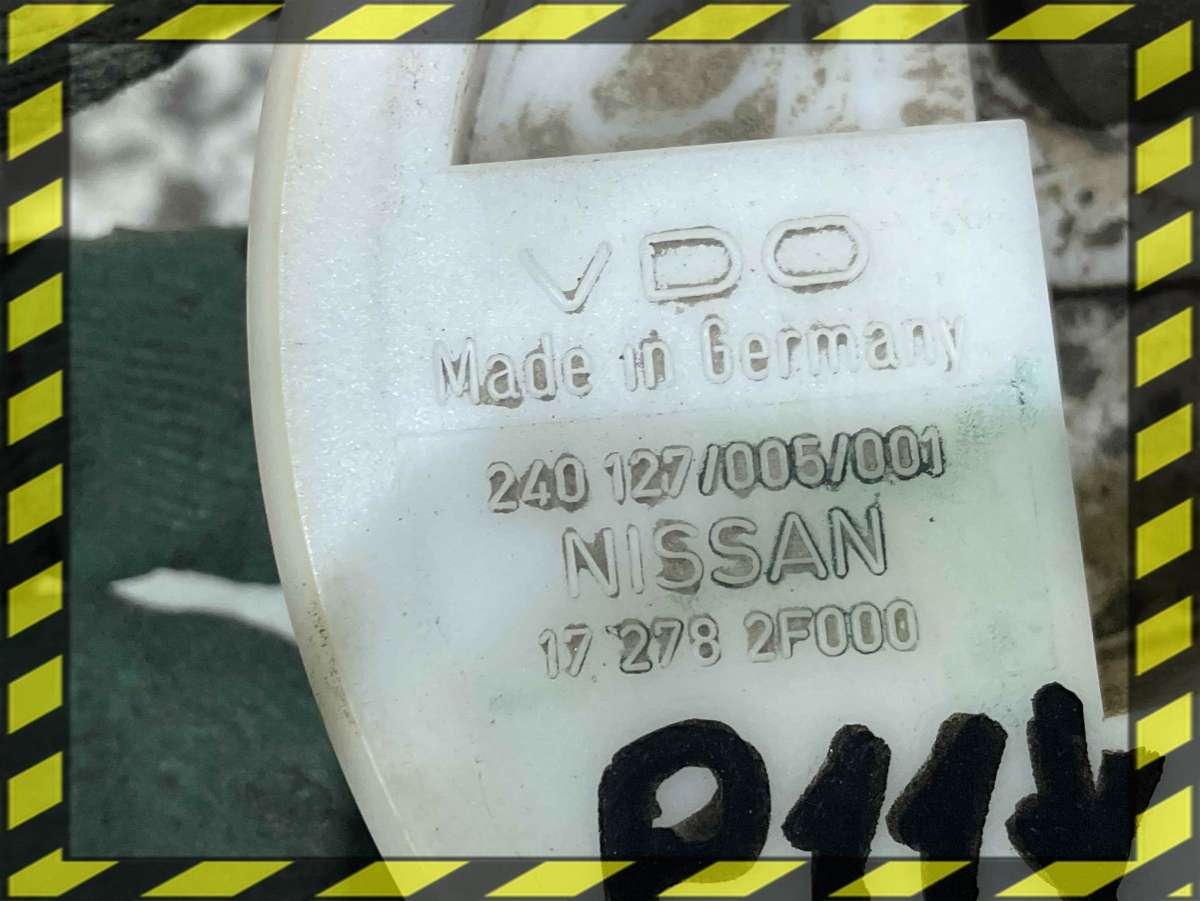 VDO
Made in Germany
240 127/005/001
NISSAN
17 278 2F000
P11